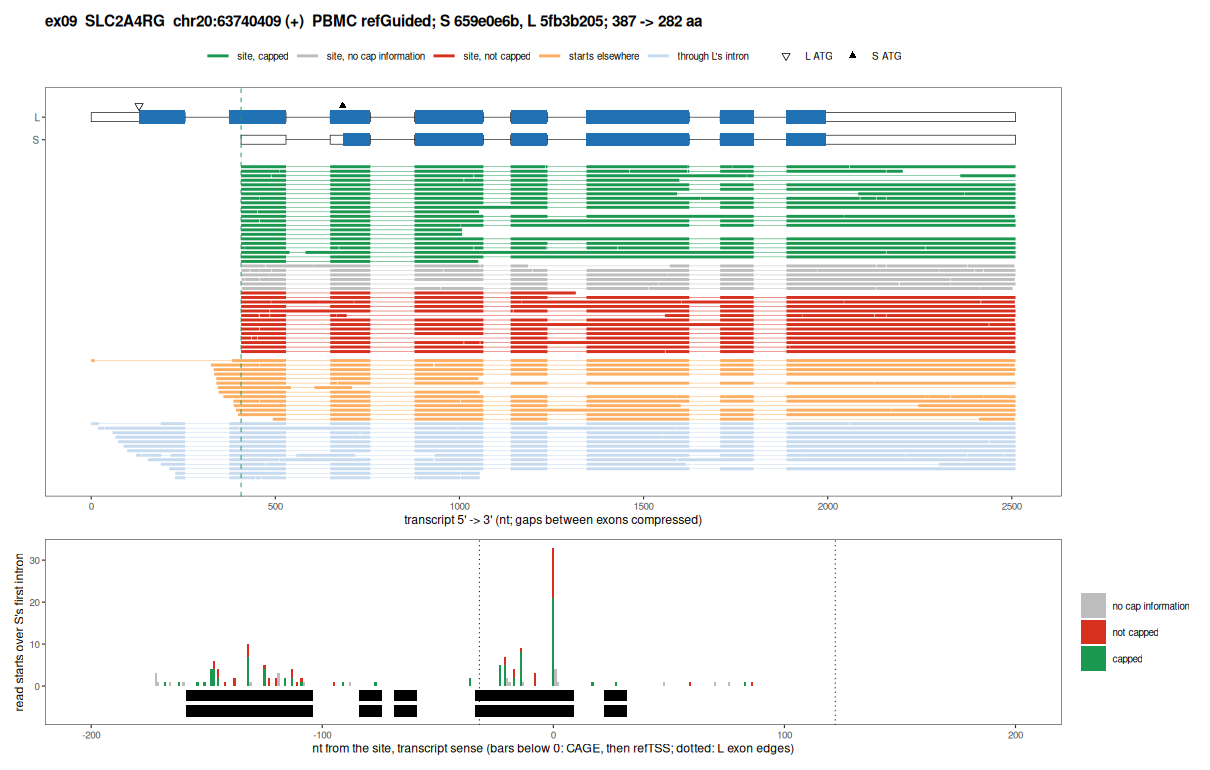 ex09 SLC2A4RG chr20:63740409 (+) PBMC refGuided; S 659e0e6b, L 5fb3b205; 387 -> 282 aa
site, capped site, no cap information site, not capped starts elsewhere through L's intron L ATG S ATG
L
S
0 500 1000 1500 2000 2500
transcript 5' -> 3' (nt; gaps between exons compressed)
read starts over S's first intron
30
20
10
0
no cap information
not capped
capped
-200 -100 0 100 200
nt from the site, transcript sense (bars below 0: CAGE, then refTSS; dotted: L exon edges)